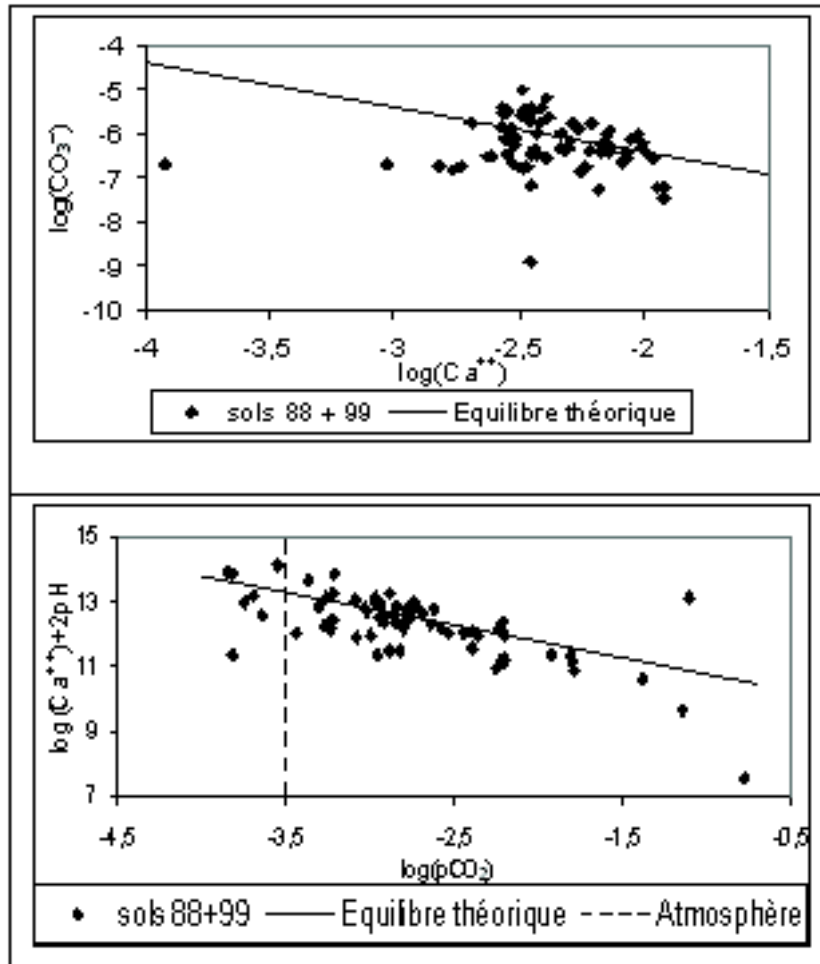 -4
-5
-6
-7
-8
-9
-10
log(CO₃⁻)
-4 -3,5 -3 -2,5 -2 -1,5
log(Ca⁺⁺)
sols 88 + 99 Equilibre théorique
15
13
11
9
7
log(Ca⁺⁺)+2pH
-4,5 -3,5 -2,5 -1,5 -0,5
log(pCO₂)
sols 88+99 Equilibre théorique Atmosphère